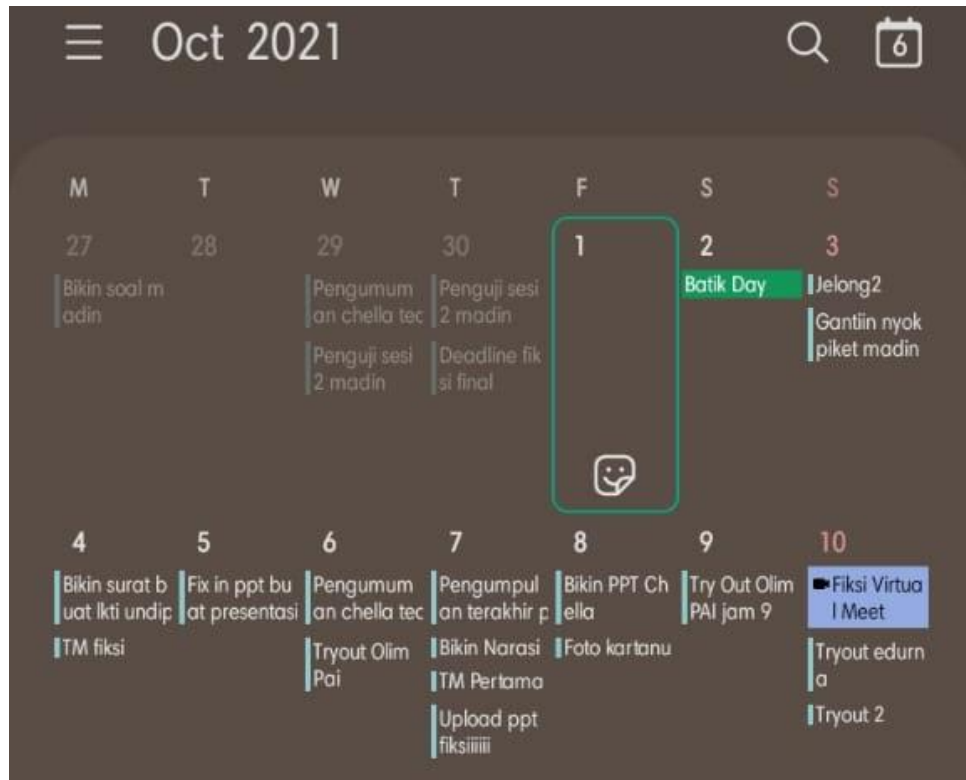 Oct 2021
6
M T W T F S S
27 28 29 30 1 2 3
Bikin soal m
adin
Pengumum
an chella tec
Penguji sesi
2 madin
Penguji sesi
2 madin
Deadline fik
si final
Batik Day
Jelong2
Gantiin nyok
piket madin
4 5 6 7 8 9 10
Bikin surat b
uat lkti undip
TM fiksi
Fix in ppt bu
at presentasi
Pengumum
an chella tec
Tryout Olim
Pai
Pengumpul
an terakhir p
Bikin Narasi
TM Pertama
Upload ppt
fiksiiiiii
Bikin PPT Ch
ella
Foto kartanu
Try Out Olim
PAI jam 9
Fiksi Virtua
l Meet
Tryout edurn
a
Tryout 2